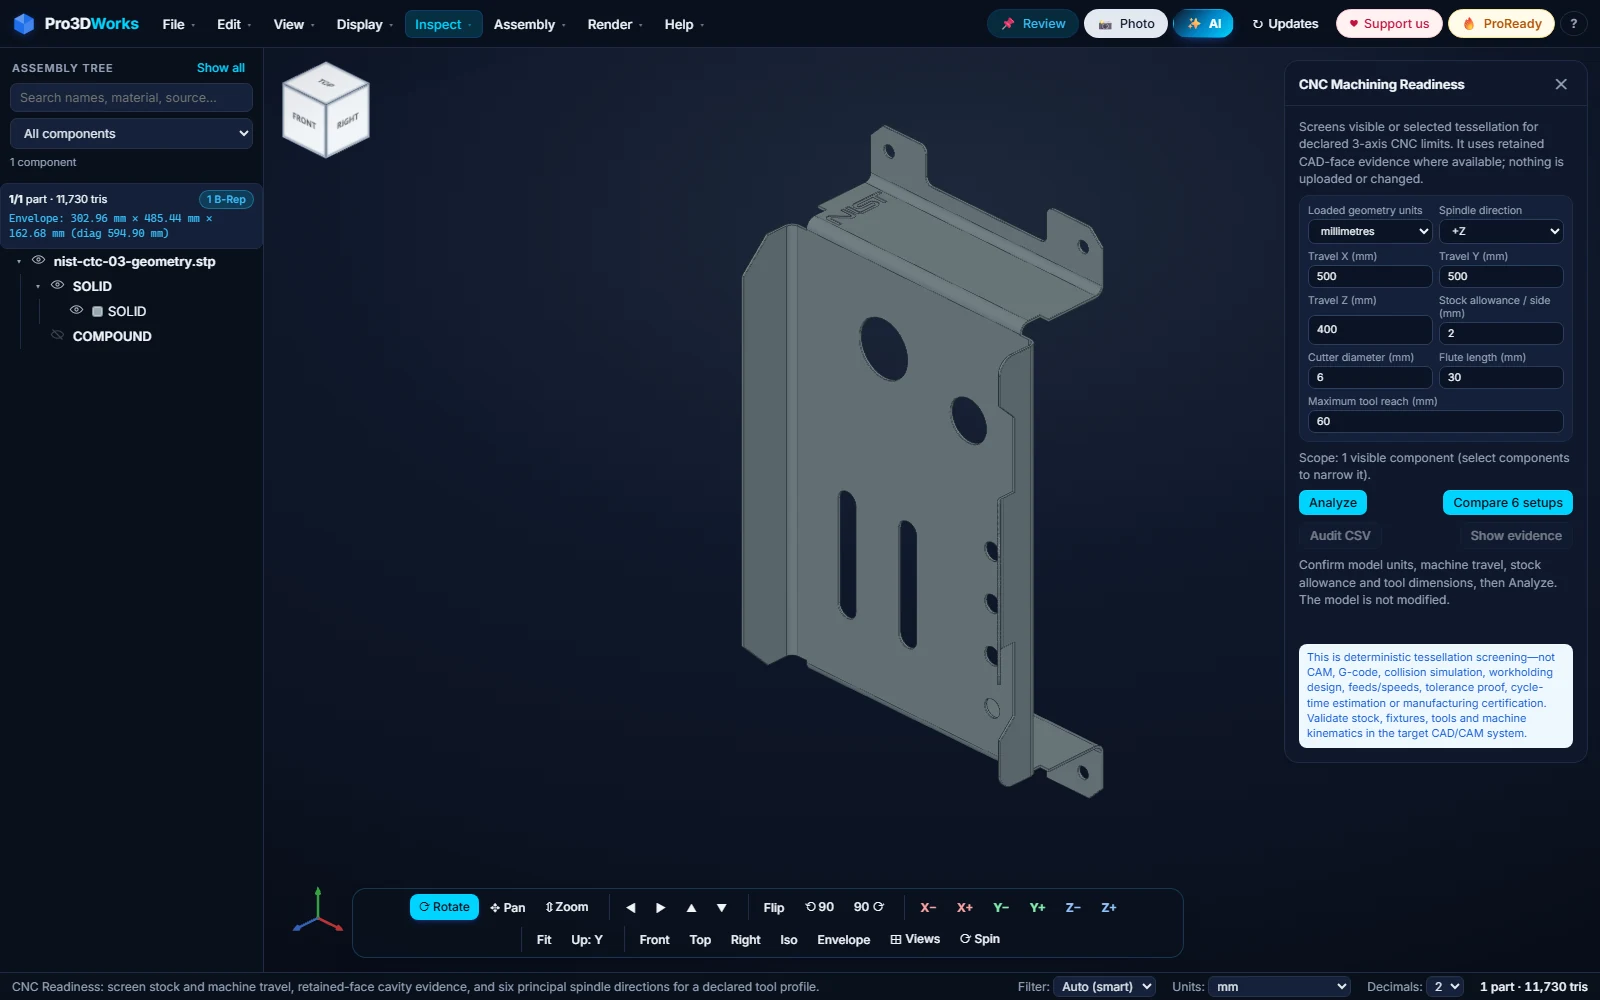 Pro3DWorks
File
Edit
View
Display
Inspect
Assembly
Render
Help
Review
Photo
AI
Updates
Support us
ProReady
?
ASSEMBLY TREE
Show all
Search names, material, source...
All components
1 component
1/1 part · 11,730 tris
1 B-Rep
Envelope: 302.96 mm × 485.44 mm ×
162.68 mm (diag 594.90 mm)
nist-ctc-03-geometry.stp
SOLID
SOLID
COMPOUND
TOP
FRONT
RIGHT
NIST
CNC Machining Readiness
Screens visible or selected tessellation for
declared 3-axis CNC limits. It uses retained
CAD-face evidence where available; nothing is
uploaded or changed.
Loaded geometry units
Spindle direction
millimetres
+Z
Travel X (mm)
Travel Y (mm)
500
500
Travel Z (mm)
Stock allowance / side
(mm)
400
2
Cutter diameter (mm)
Flute length (mm)
6
30
Maximum tool reach (mm)
60
Scope: 1 visible component (select components
to narrow it).
Analyze
Compare 6 setups
Audit CSV
Show evidence
Confirm model units, machine travel, stock
allowance and tool dimensions, then Analyze.
The model is not modified.
This is deterministic tessellation screening—not
CAM, G-code, collision simulation, workholding
design, feeds/speeds, tolerance proof, cycle-
time estimation or manufacturing certification.
Validate stock, fixtures, tools and machine
kinematics in the target CAD/CAM system.
Rotate
Pan
Zoom
Flip
90
90
X−
X+
Y−
Y+
Z−
Z+
Fit
Up: Y
Front
Top
Right
Iso
Envelope
Views
Spin
CNC Readiness: screen stock and machine travel, retained-face cavity evidence, and six principal spindle directions for a declared tool profile.
Filter: Auto (smart)
Units: mm
Decimals: 2
1 part · 11,730 tris